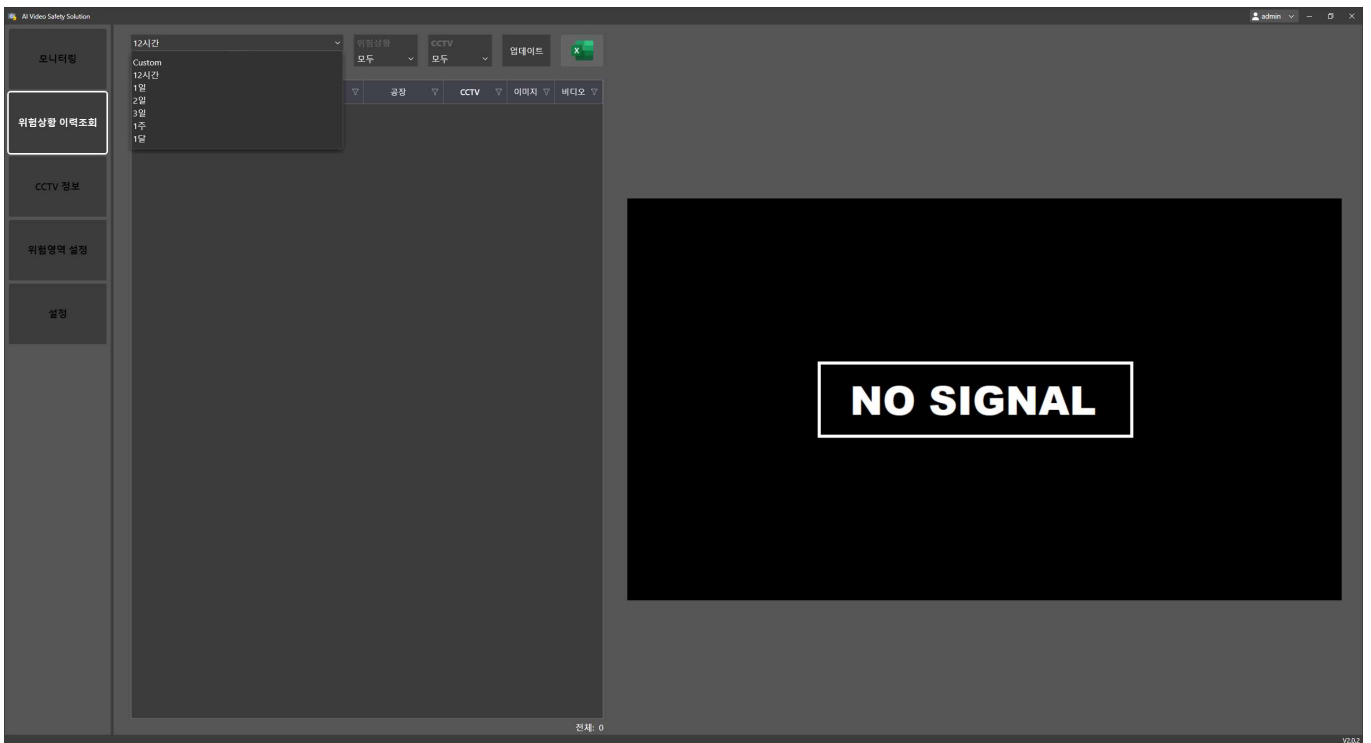 AI Video Safety Solution
admin
모니터링
위험상황 이력조회
CCTV 정보
위험영역 설정
설정
12시간
Custom
12시간
1일
2일
3일
1주
1달
위험상황
모두
CCTV
모두
업데이트
X
공장
CCTV
이미지
비디오
NO SIGNAL
전체: 0
V2.0.2